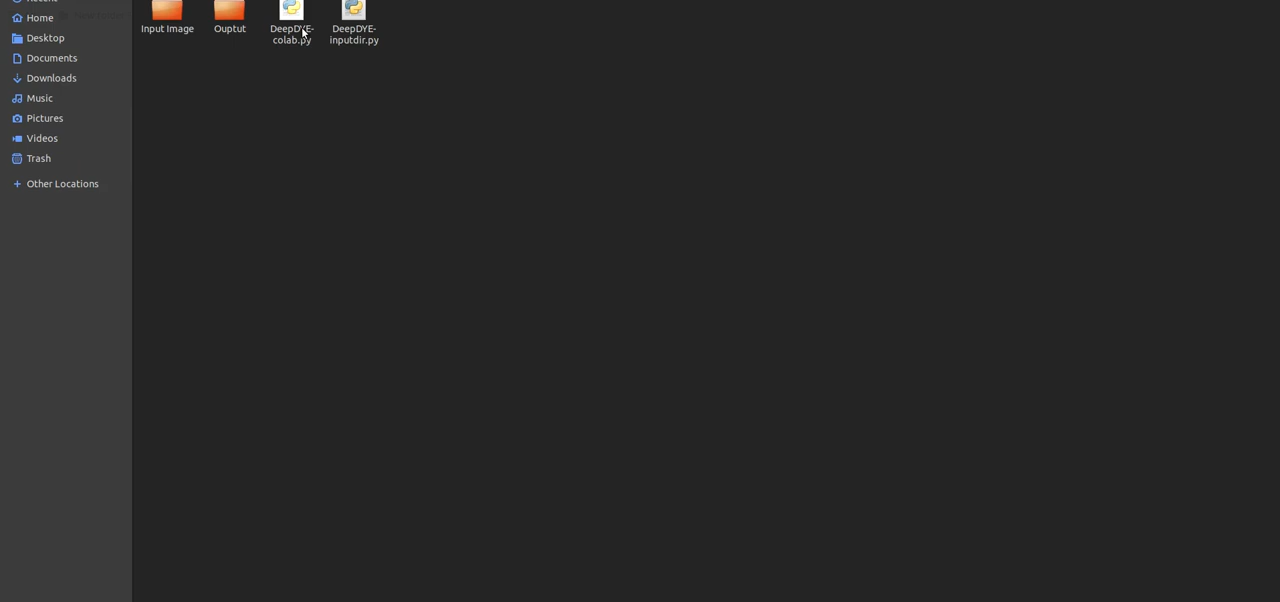 Recent
Home
Desktop
Documents
Downloads
Music
Pictures
Videos
Trash
Other Locations
Input Image
Ouptut
DeepDYE-
colab.py
DeepDYE-
inputdir.py